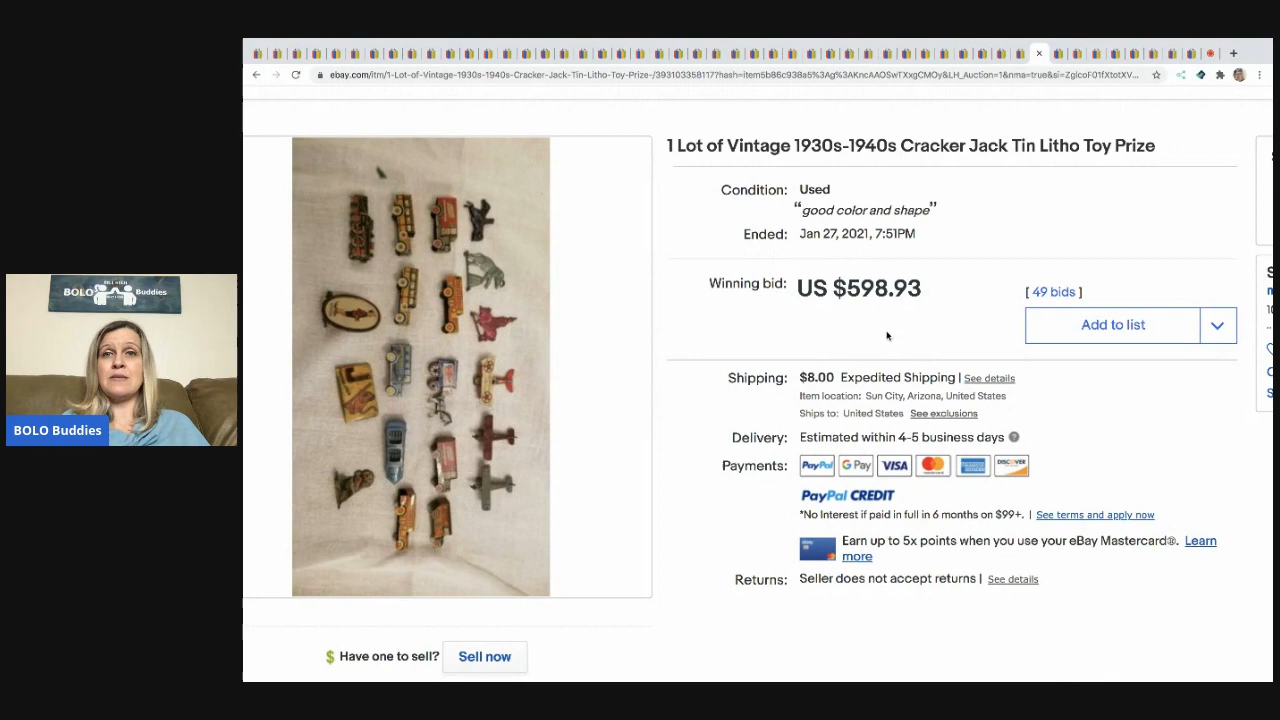 ebay.com/itm/1-Lot-of-Vintage-1930s-1940s-Cracker-Jack-Tin-Litho-Toy-Prize-/393103358117?hash=item5b86c938a5%3Ag%3AKncAAOSwTXxgCMOy&LH_Auction=1&nma=true&si=ZglcoF01fXtotXV...
1 Lot of Vintage 1930s-1940s Cracker Jack Tin Litho Toy Prize
Condition: Used
“good color and shape”
Ended: Jan 27, 2021, 7:51PM
Winning bid: US $598.93 [ 49 bids ]
Add to list
Shipping: $8.00 Expedited Shipping | See details
Item location: Sun City, Arizona, United States
Ships to: United States See exclusions
Delivery: Estimated within 4-5 business days
Payments: PayPal G Pay VISA MasterCard AMERICAN EXPRESS DISCOVER
PayPal CREDIT
*No Interest if paid in full in 6 months on $99+. | See terms and apply now
Earn up to 5x points when you use your eBay Mastercard®. Learn
more
Returns: Seller does not accept returns | See details
$ Have one to sell? Sell now
BOLO Buddies
BOLO Buddies